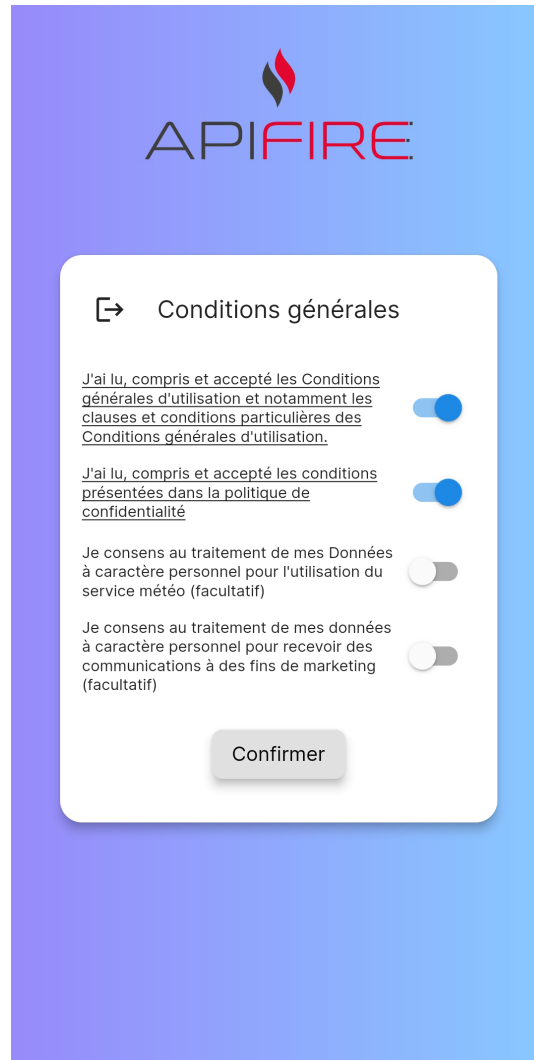 APIFIRE
Conditions générales
J'ai lu, compris et accepté les Conditions
générales d'utilisation et notamment les
clauses et conditions particulières des
Conditions générales d'utilisation.
J'ai lu, compris et accepté les conditions
présentées dans la politique de
confidentialité
Je consens au traitement de mes Données
à caractère personnel pour l'utilisation du
service météo (facultatif)
Je consens au traitement de mes données
à caractère personnel pour recevoir des
communications à des fins de marketing
(facultatif)
Confirmer